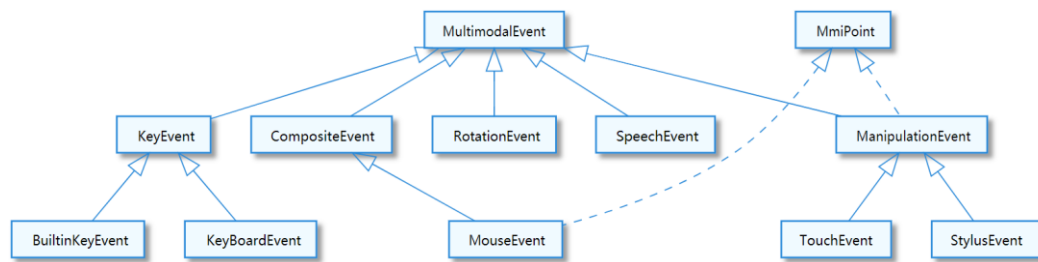 MultimodalEvent
MmiPoint
KeyEvent
CompositeEvent
RotationEvent
SpeechEvent
ManipulationEvent
BuiltinKeyEvent
KeyBoardEvent
MouseEvent
TouchEvent
StylusEvent